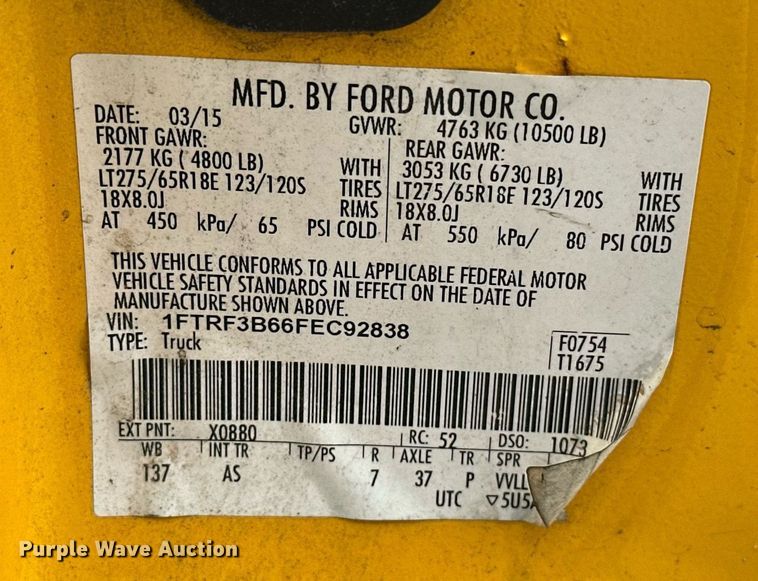 MFD. BY FORD MOTOR CO.
DATE: 03/15 GVWR: 4763 KG (10500 LB)
FRONT GAWR: REAR GAWR:
2177 KG ( 4800 LB) WITH 3053 KG ( 6730 LB) WITH
LT275/65R18E 123/120S TIRES LT275/65R18E 123/120S TIRES
18X8.0J RIMS 18X8.0J RIMS
AT 450 kPa/ 65 PSI COLD AT 550 kPa/ 80 PSI COLD
THIS VEHICLE CONFORMS TO ALL APPLICABLE FEDERAL MOTOR
VEHICLE SAFETY STANDARDS IN EFFECT ON THE DATE OF
MANUFACTURE SHOWN ABOVE.
VIN: 1FTRF3B66FEC92838
TYPE: Truck F0754
T1675
EXT PNT: X0880 RC: 52 DSO: 1073
WB INT TR TP/PS R AXLE TR SPR
137 AS 7 37 P VVLL
UTC ▽5U5A
Purple Wave Auction